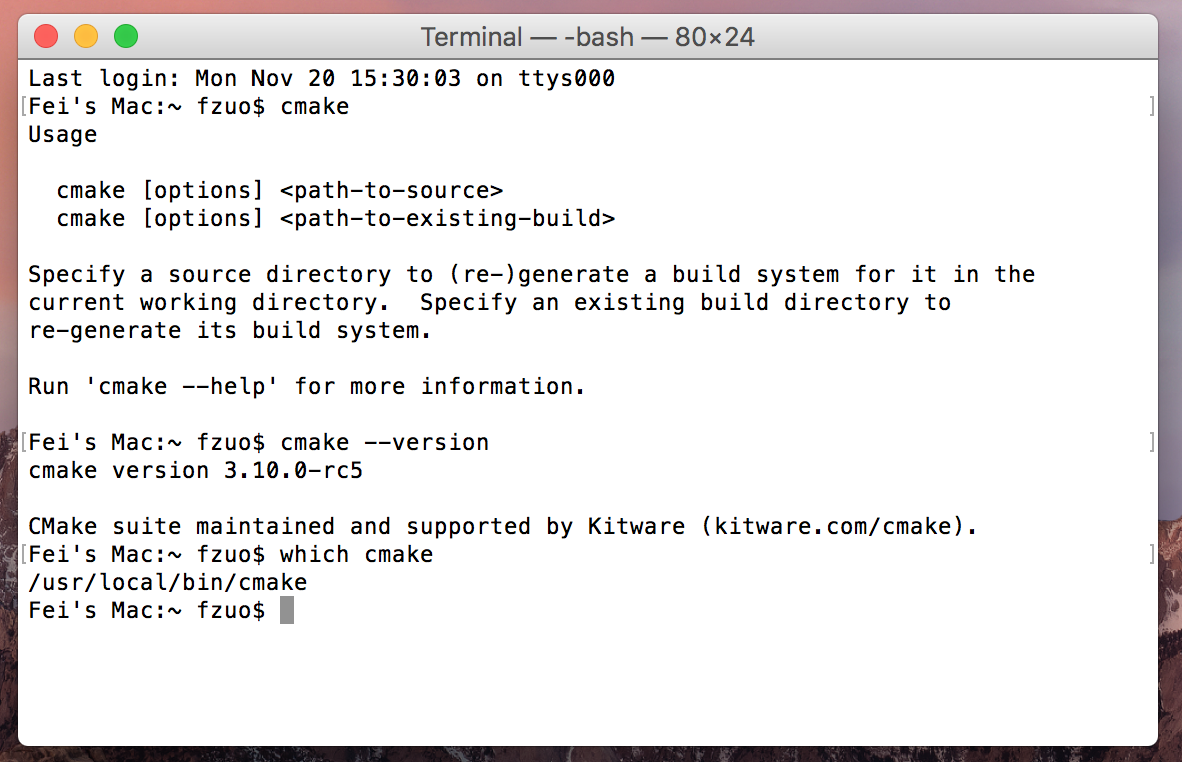 Terminal — -bash — 80×24
Last login: Mon Nov 20 15:30:03 on ttys000
[Fei's Mac:~ fzuo$ cmake ]
Usage
  cmake [options] <path-to-source>
  cmake [options] <path-to-existing-build>
Specify a source directory to (re-)generate a build system for it in the
current working directory.  Specify an existing build directory to
re-generate its build system.
Run 'cmake --help' for more information.
[Fei's Mac:~ fzuo$ cmake --version ]
cmake version 3.10.0-rc5
CMake suite maintained and supported by Kitware (kitware.com/cmake).
[Fei's Mac:~ fzuo$ which cmake ]
/usr/local/bin/cmake
Fei's Mac:~ fzuo$